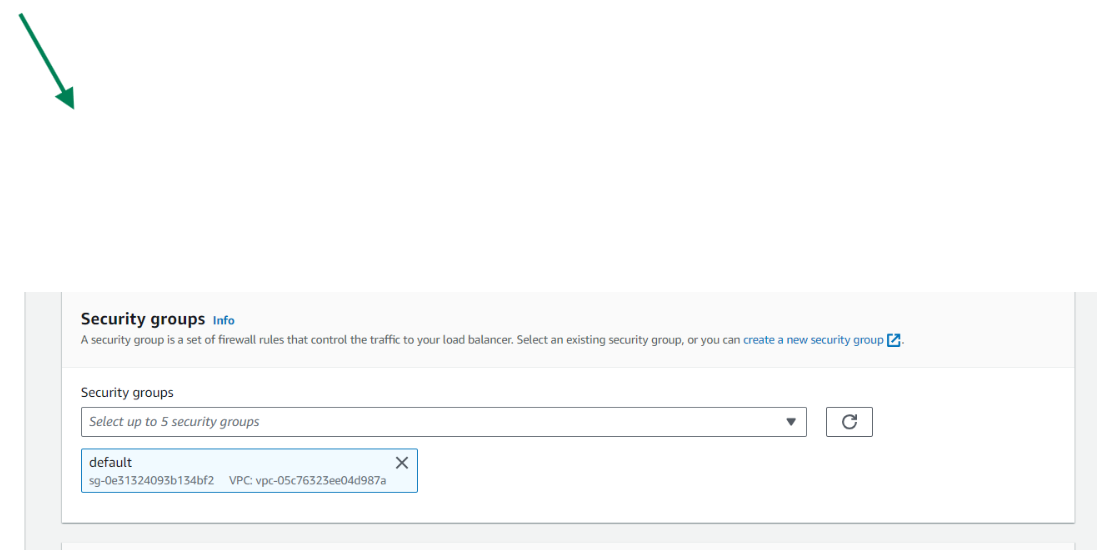 Security groups Info
A security group is a set of firewall rules that control the traffic to your load balancer. Select an existing security group, or you can create a new security group.
Security groups
Select up to 5 security groups
default
sg-0e31324093b134bf2 VPC: vpc-05c76323ee04d987a